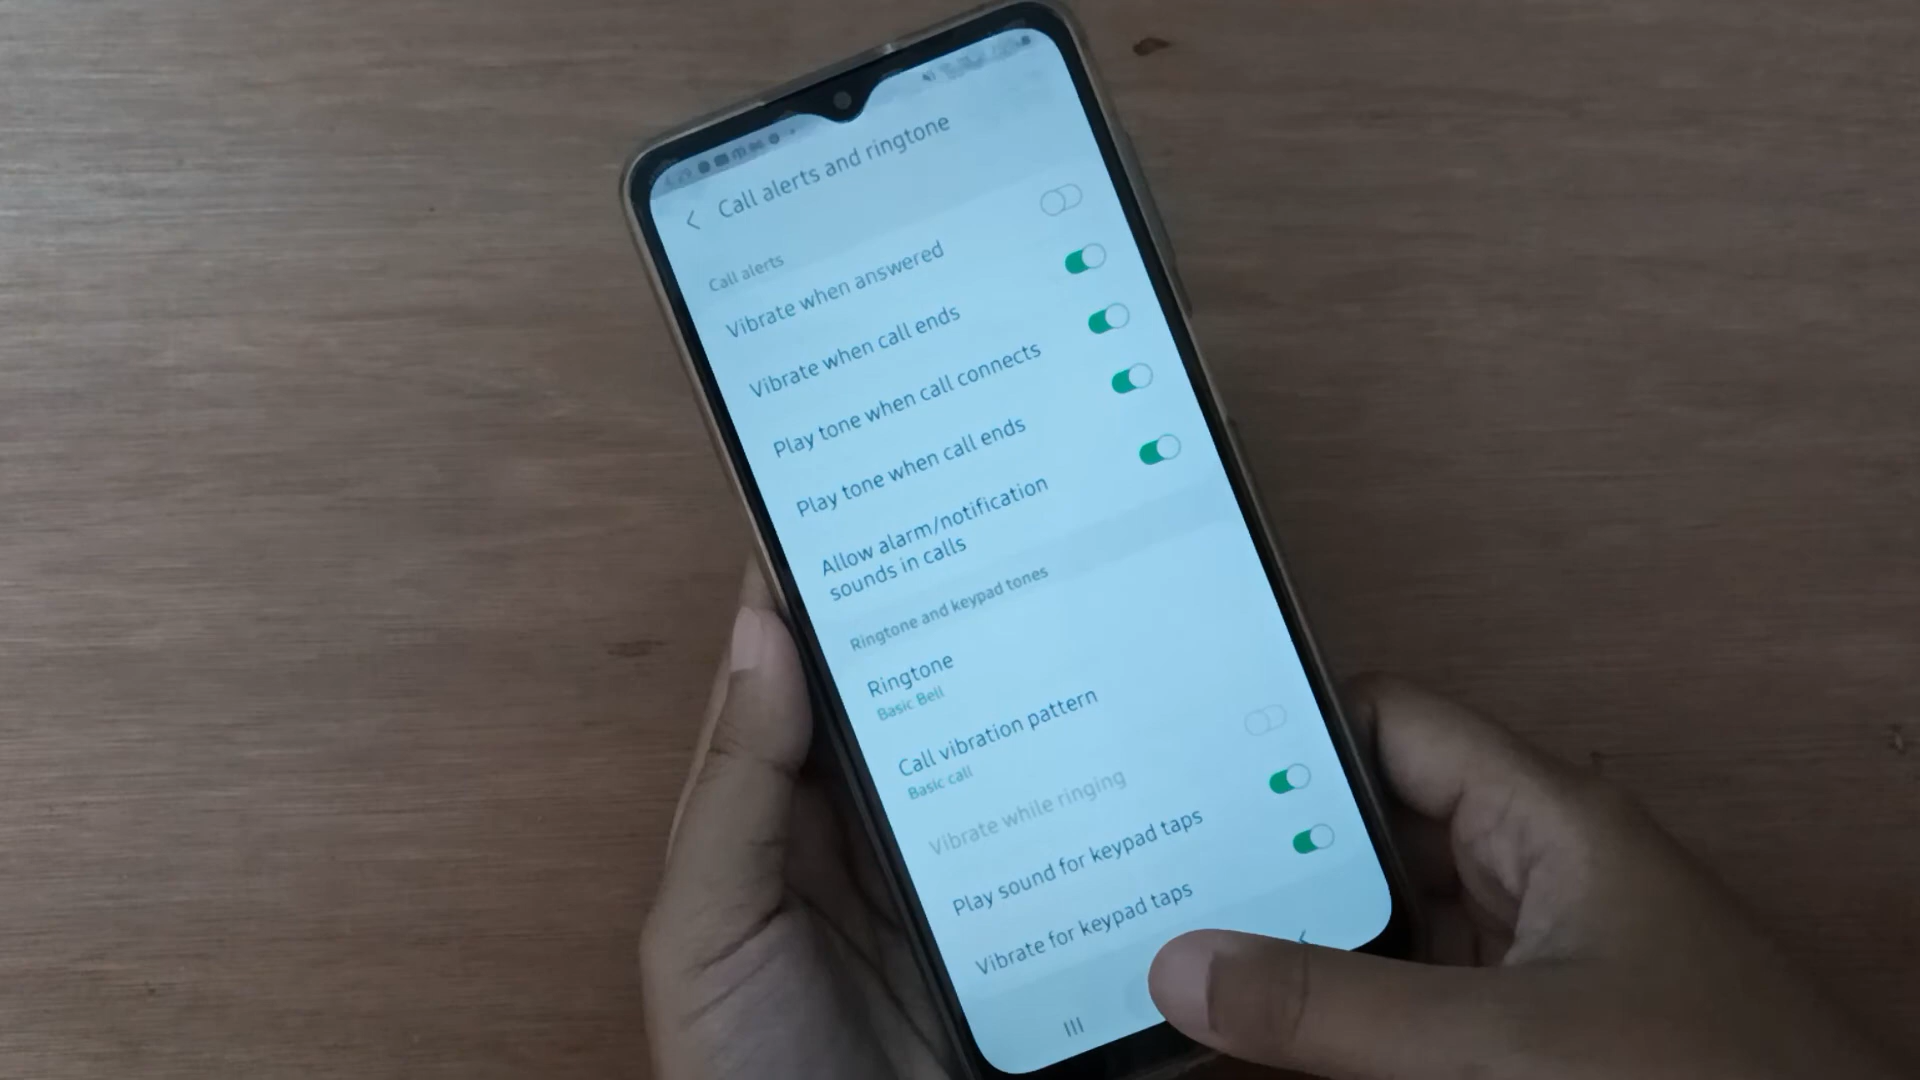 Call alerts and ringtone
Call alerts
Vibrate when answered
Vibrate when call ends
Play tone when call connects
Play tone when call ends
Allow alarm/notification
sounds in calls
Ringtone and keypad tones
Ringtone
Basic Bell
Call vibration pattern
Basic call
Vibrate while ringing
Play sound for keypad taps
Vibrate for keypad taps